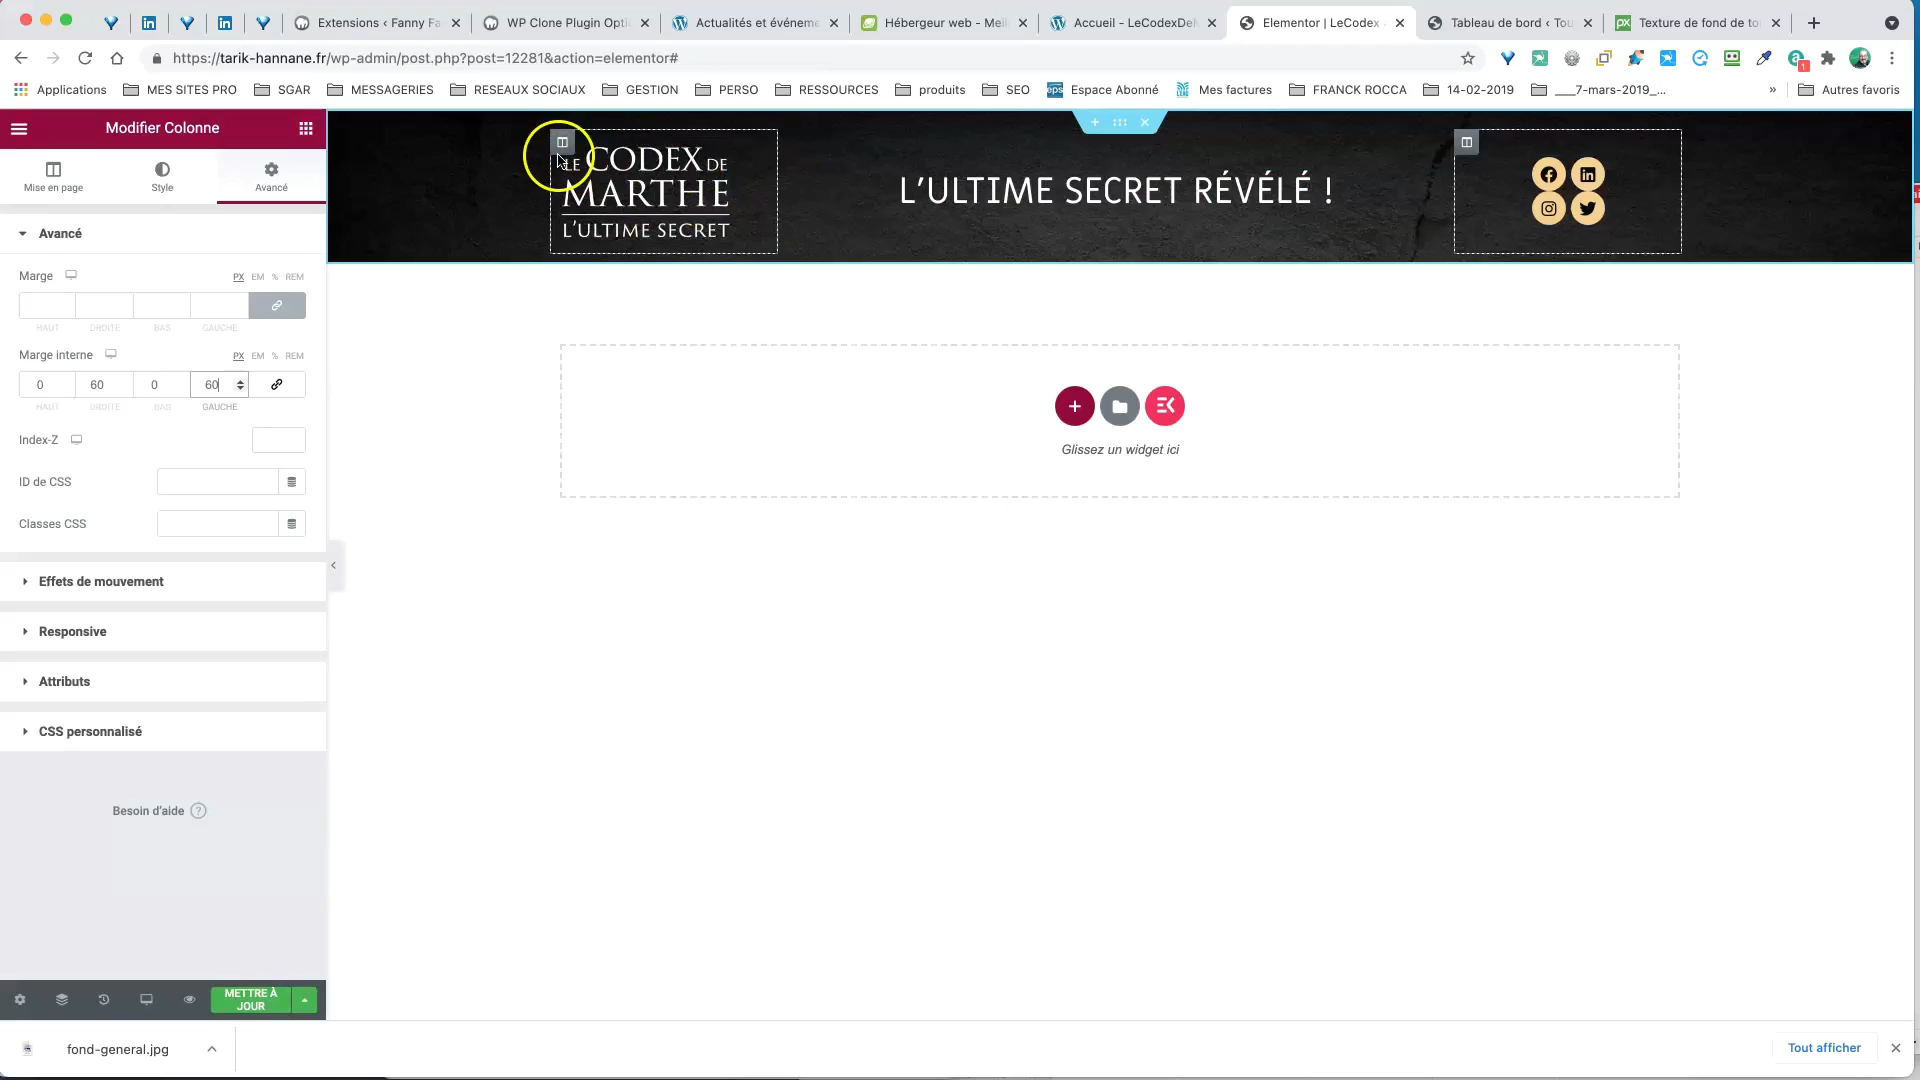 Extensions ‹ Fanny Fa
WP Clone Plugin Opti
Actualités et événeme
Hébergeur web - Meil
Accueil - LeCodexDeM
Elementor | LeCodex
Tableau de bord ‹ Tou
Texture de fond de to
https://tarik-hannane.fr/wp-admin/post.php?post=12281&action=elementor#
1
Applications
MES SITES PRO
SGAR
MESSAGERIES
RESEAUX SOCIAUX
GESTION
PERSO
RESSOURCES
produits
SEO
eps
Espace Abonné
Mes factures
FRANCK ROCCA
14-02-2019
____7-mars-2019_...
»
Autres favoris
Modifier Colonne
Mise en page
Style
Avancé
LE CODEX DE
MARTHE
L'ULTIME SECRET
L'ULTIME SECRET RÉVÉLÉ !
Avancé
Marge
PX EM % REM
HAUT DROITE BAS GAUCHE
Marge interne
PX EM % REM
0 60 0 60
HAUT DROITE BAS GAUCHE
Index-Z
ID de CSS
Classes CSS
Effets de mouvement
Responsive
Attributs
CSS personnalisé
Besoin d'aide ?
Glissez un widget ici
METTRE À
JOUR
fond-general.jpg
Tout afficher